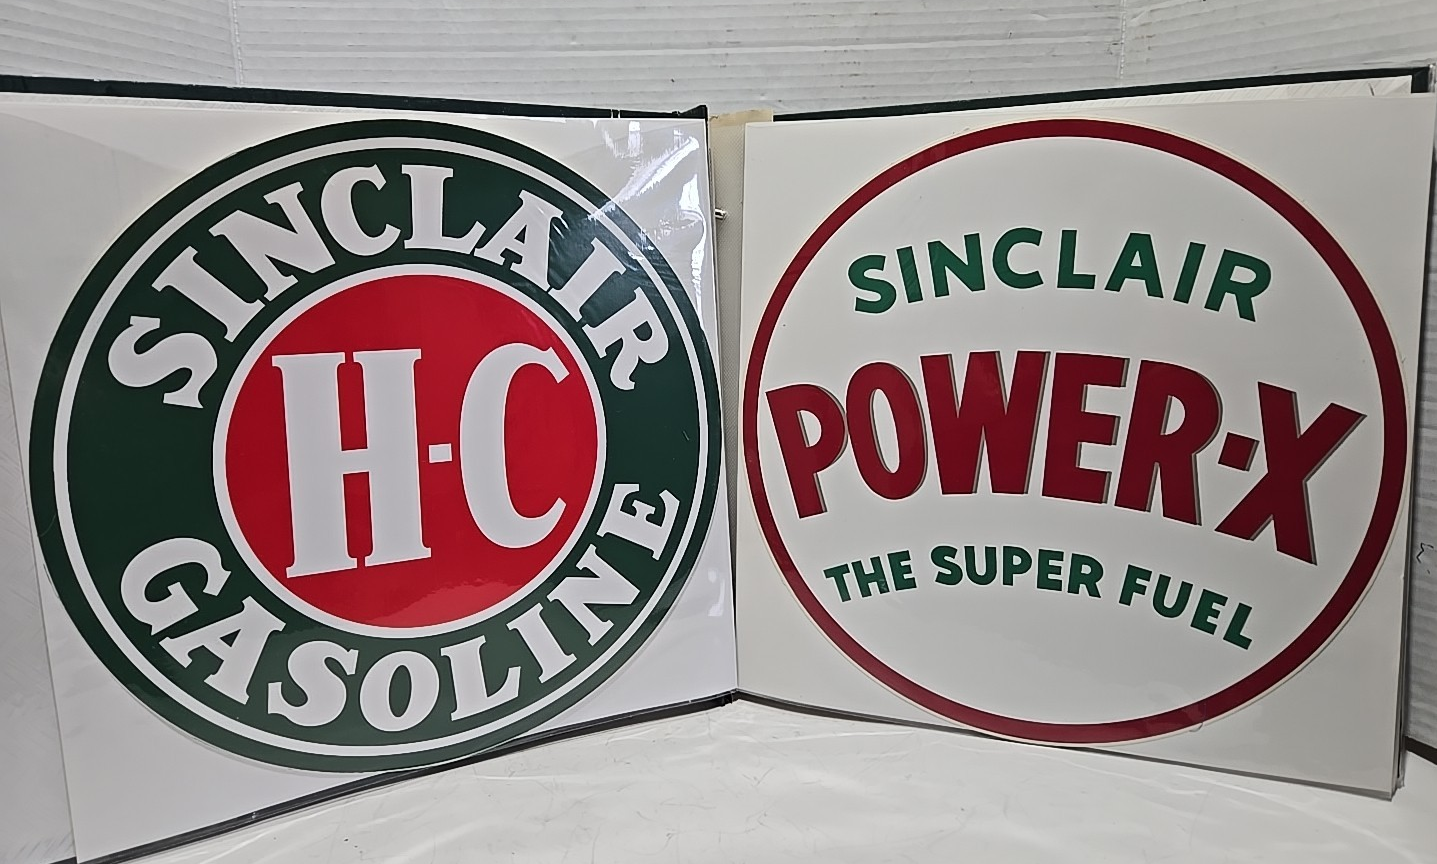 SINCLAIR
H-C
GASOLINE
SINCLAIR
POWER-X
THE SUPER FUEL